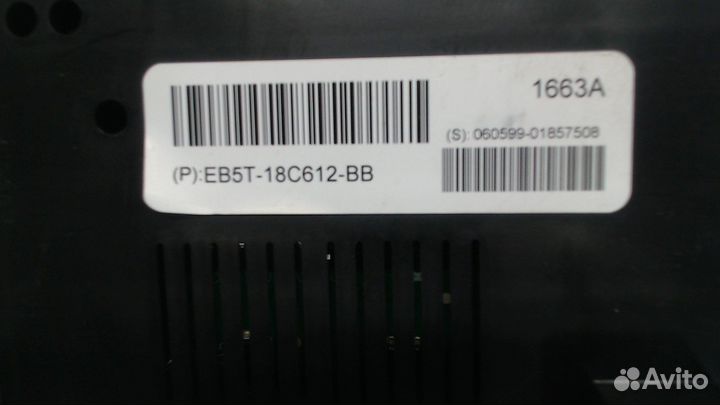 1663A
(S): 060599-01857508
(P):EB5T-18C612-BB
Avito